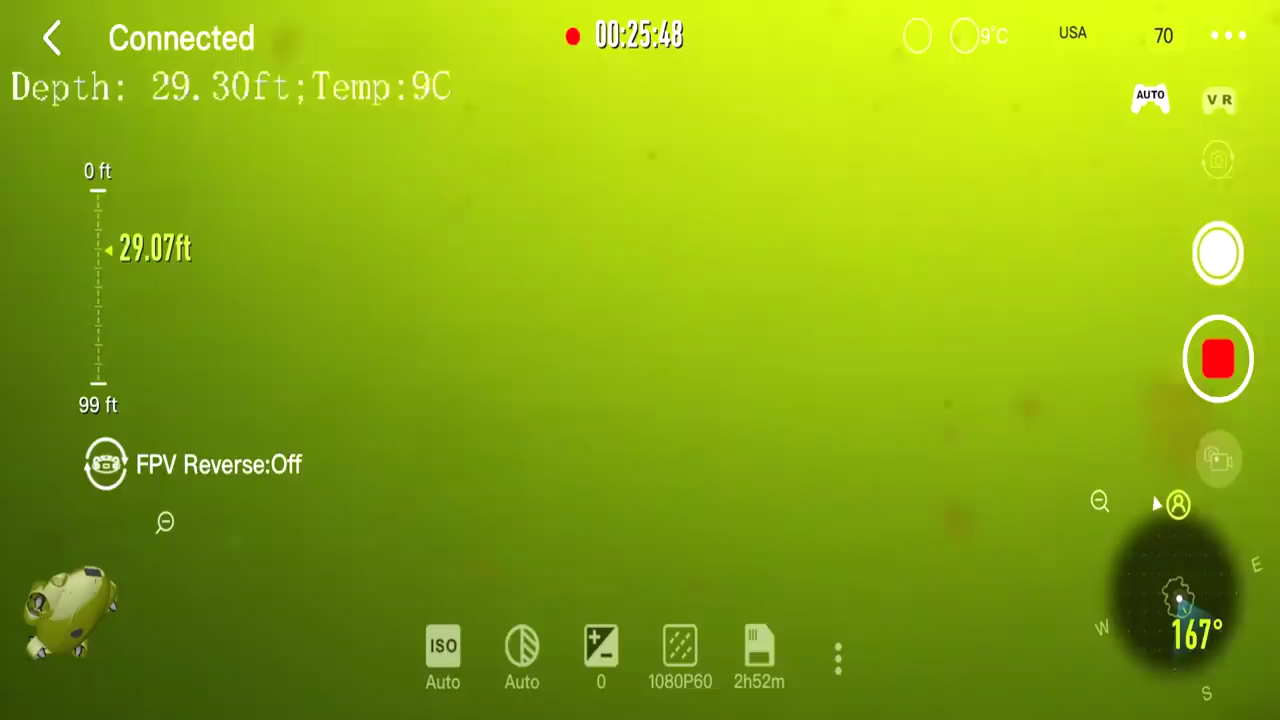 Connected
00:25:48
9°C
USA
70
Depth: 29.30ft;Temp:9C
AUTO
VR
0 ft
29.07ft
99 ft
FPV Reverse:Off
E
W
167°
S
ISO
Auto
Auto
0
1080P60
2h52m